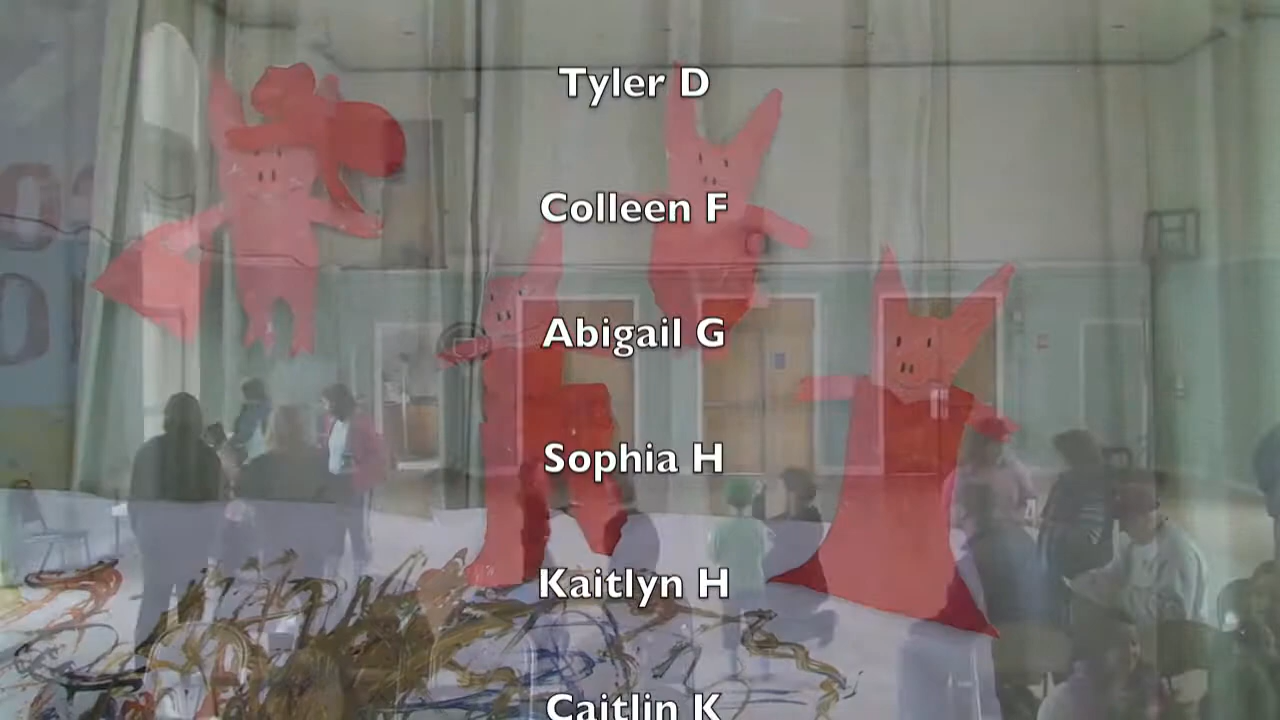 Tyler D
Colleen F
Abigail G
Sophia H
Kaitlyn H
Caitlin K